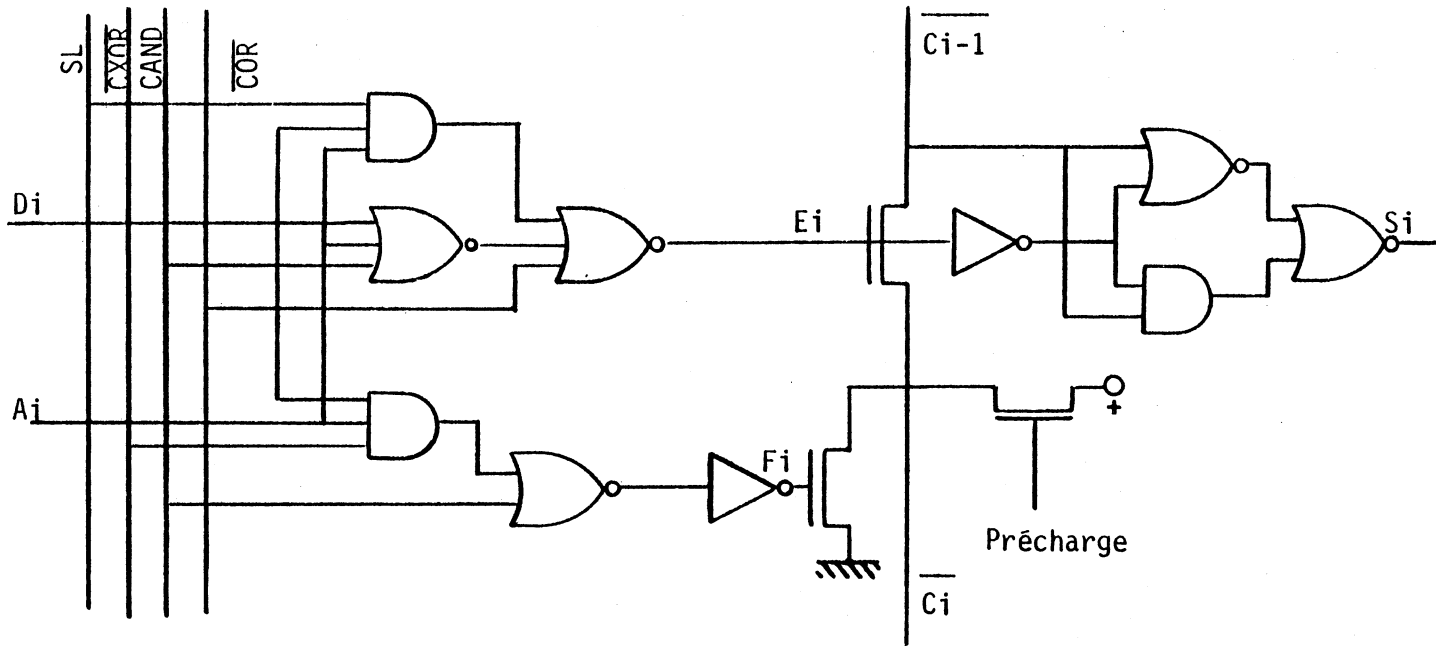 SL
CXOR
CAND
COR
Ci-1
Di
Ei
Si
Ai
+
Fi
Précharge
Ci